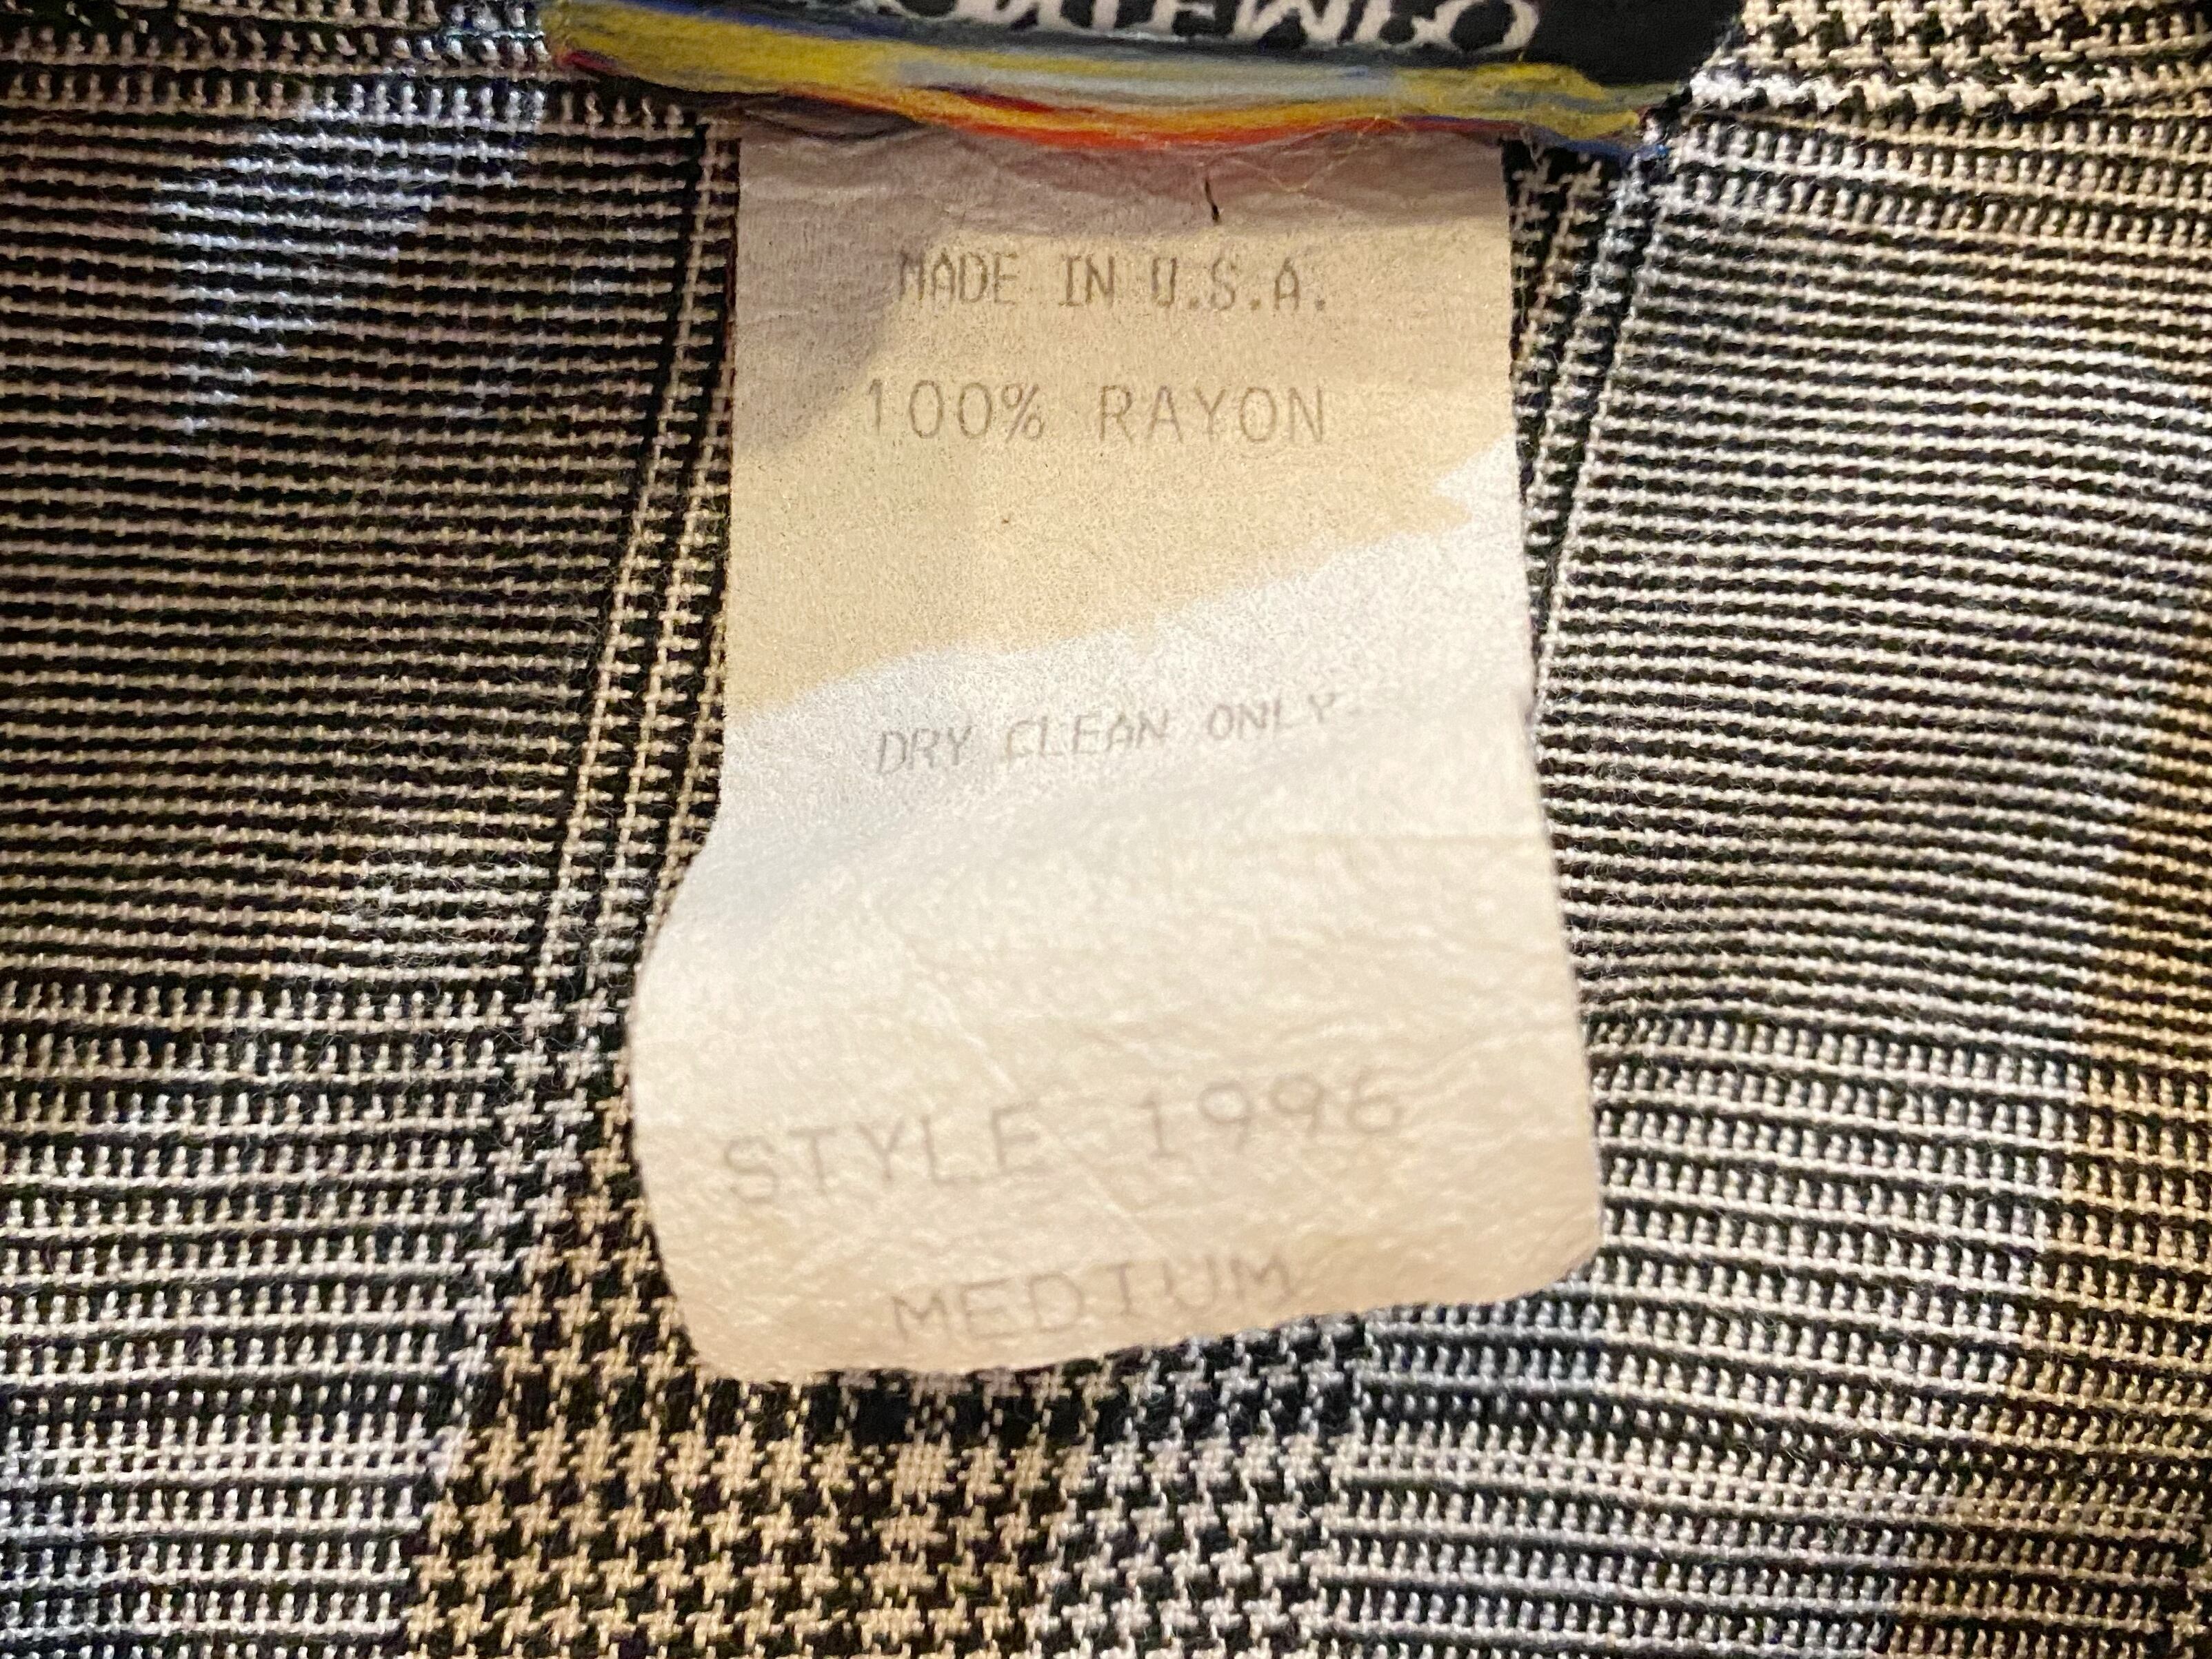 MADE IN U.S.A.
100% RAYON
DRY CLEAN ONLY
STYLE 1996
MEDIUM